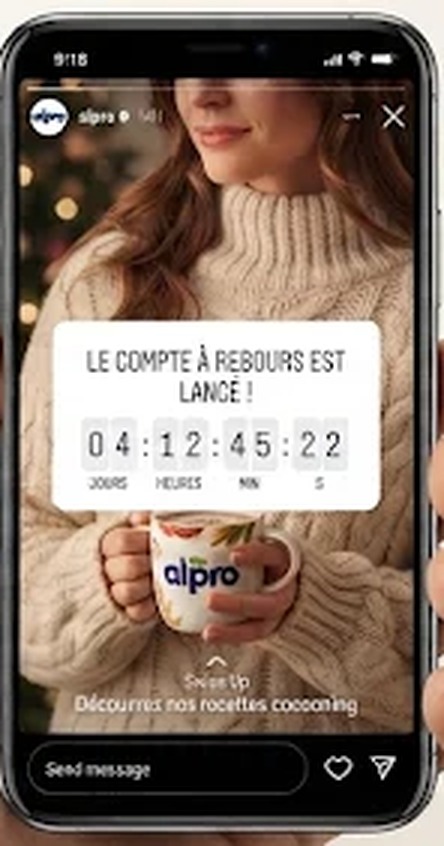 9:18
alpro
alpro
LE COMPTE À REBOURS EST
LANCÉ !
04:12:45:22
JOURS HEURES MIN S
alpro
Up
Découvrez nos recettes cocooning
Send message